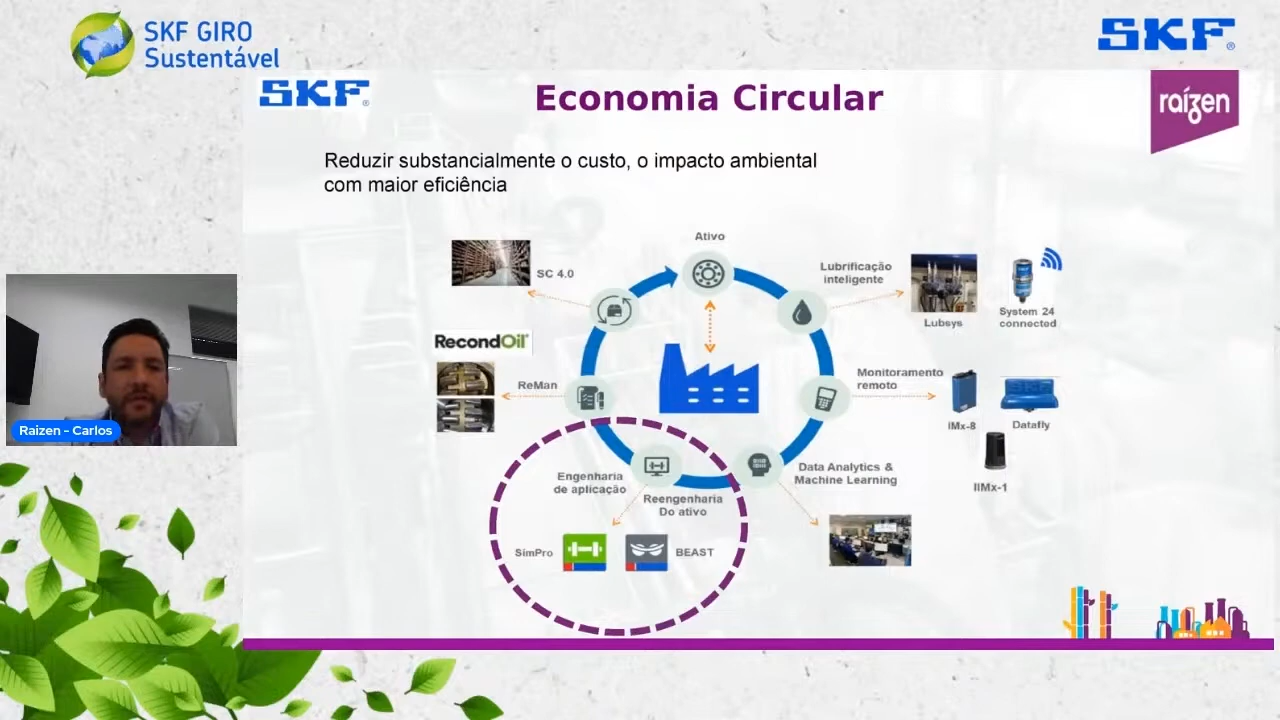 SKF GIRO
Sustentável
SKF
SKF
Economia Circular
raízen
Reduzir substancialmente o custo, o impacto ambiental
com maior eficiência
Ativo
SC 4.0
Lubrificação
inteligente
Lubsys
System 24
connected
RecondOil
ReMan
Monitoramento
remoto
iMx-8
Datafly
IIMx-1
Raizen - Carlos
Engenharia
de aplicação
Reengenharia
Do ativo
Data Analytics &
Machine Learning
SimPro
BEAST